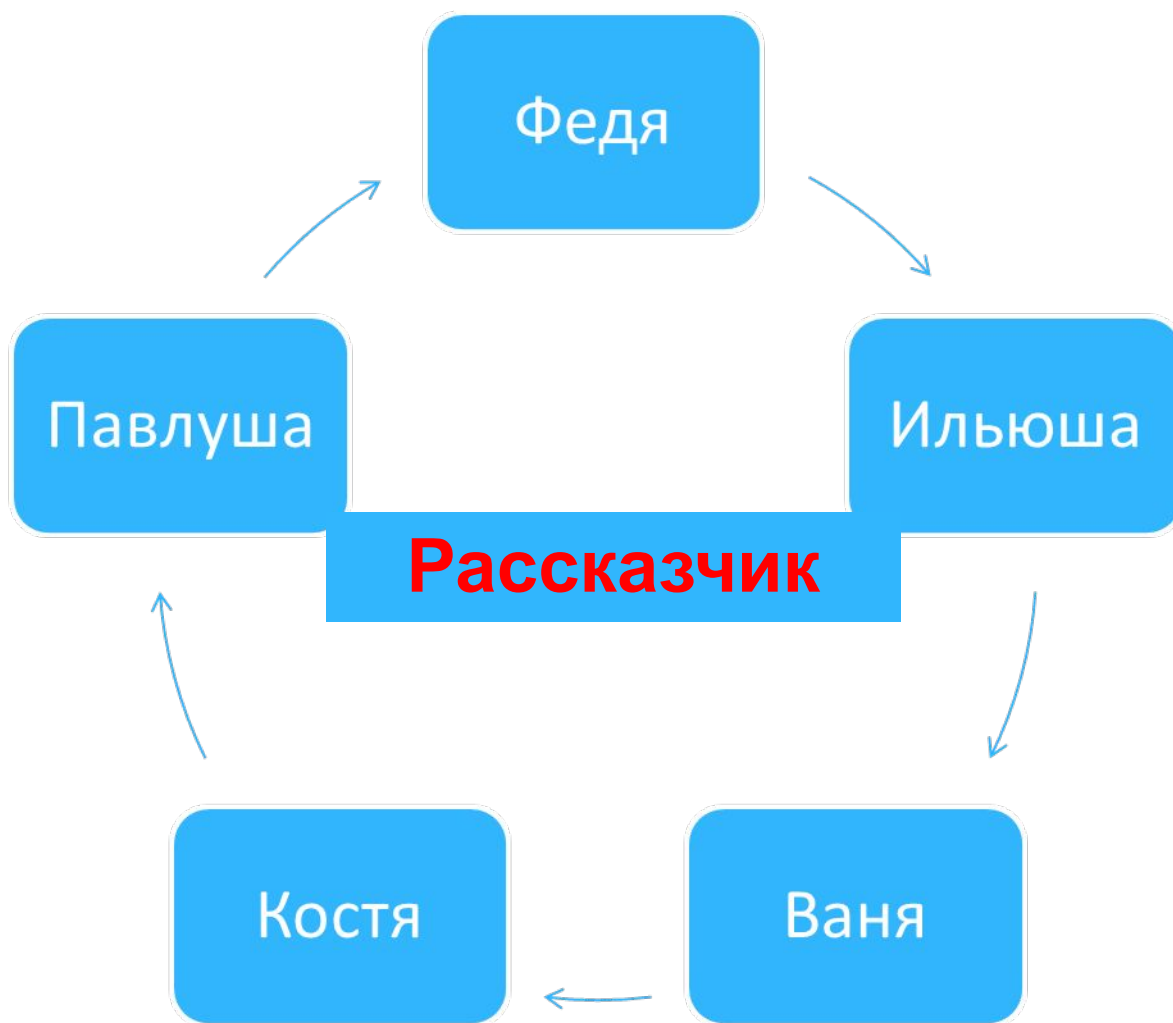 Федя
Павлуша
Ильюша
Рассказчик
Костя
Ваня